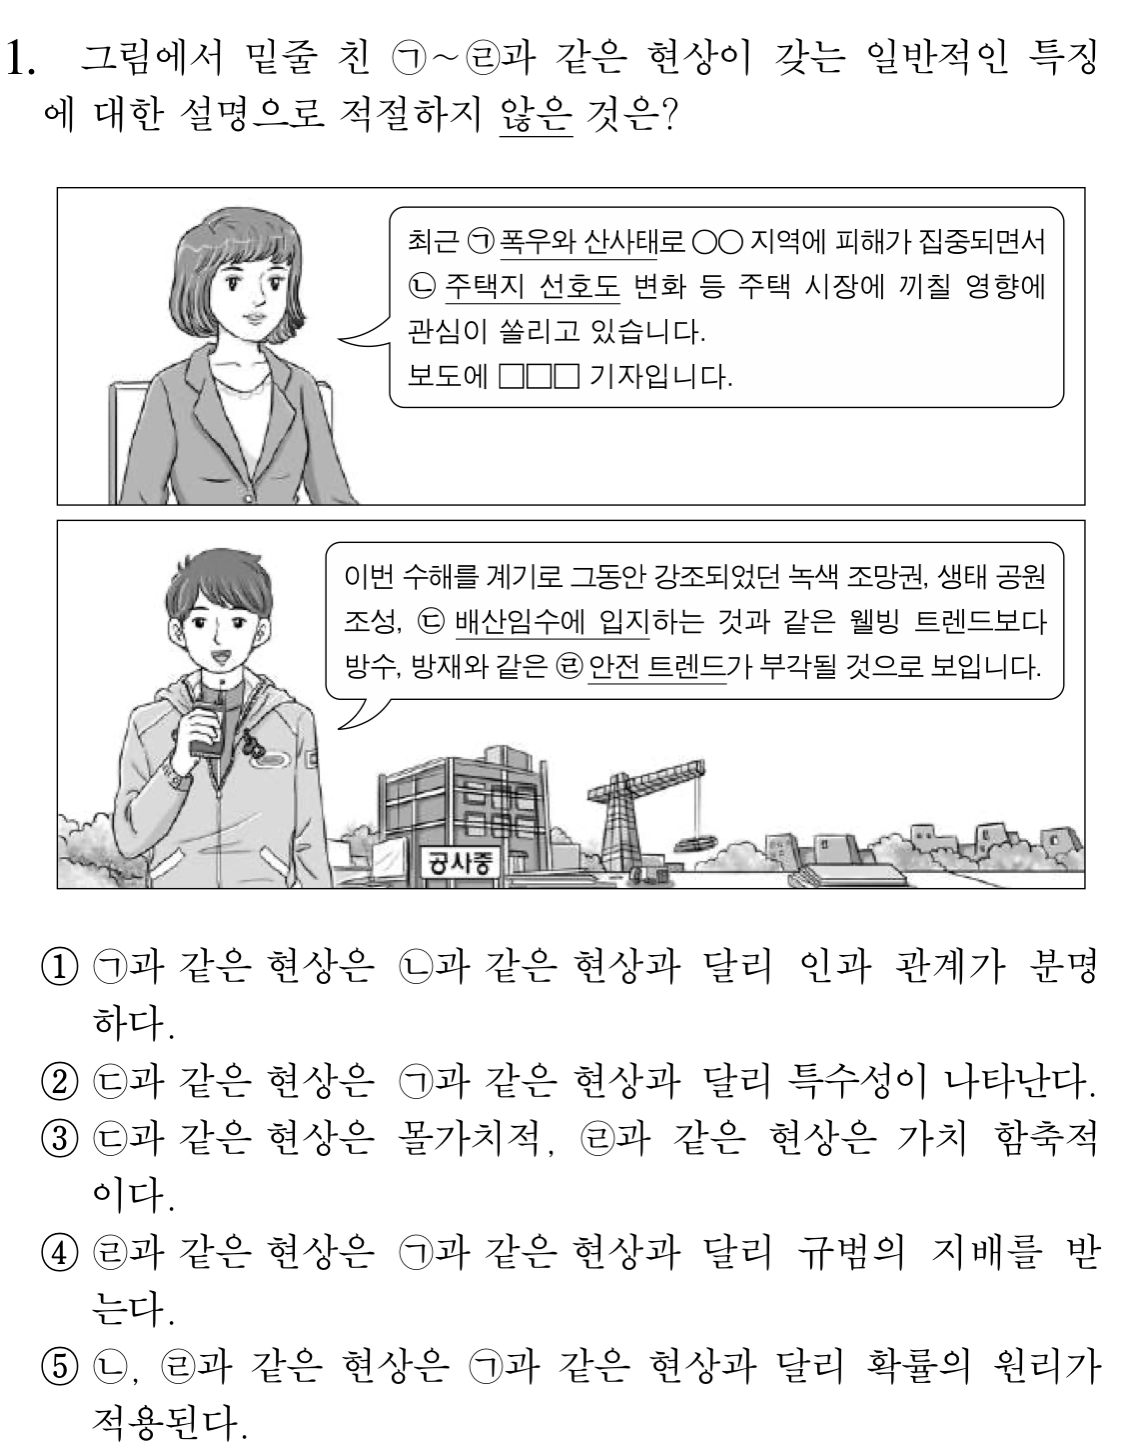 1. 그림에서 밑줄 친 ㉠~㉣과 같은 현상이 갖는 일반적인 특징
에 대한 설명으로 적절하지 않은 것은?
최근 ㉠ 폭우와 산사태로 ○○ 지역에 피해가 집중되면서
㉡ 주택지 선호도 변화 등 주택 시장에 끼칠 영향에
관심이 쏠리고 있습니다.
보도에 □□□ 기자입니다.
이번 수해를 계기로 그동안 강조되었던 녹색 조망권, 생태 공원
조성, ㉢ 배산임수에 입지하는 것과 같은 웰빙 트렌드보다
방수, 방재와 같은 ㉣ 안전 트렌드가 부각될 것으로 보입니다.
공사중
① ㉠과 같은 현상은 ㉡과 같은 현상과 달리 인과 관계가 분명
하다.
② ㉢과 같은 현상은 ㉠과 같은 현상과 달리 특수성이 나타난다.
③ ㉢과 같은 현상은 몰가치적, ㉣과 같은 현상은 가치 함축적
이다.
④ ㉣과 같은 현상은 ㉠과 같은 현상과 달리 규범의 지배를 받
는다.
⑤ ㉡, ㉣과 같은 현상은 ㉠과 같은 현상과 달리 확률의 원리가
적용된다.